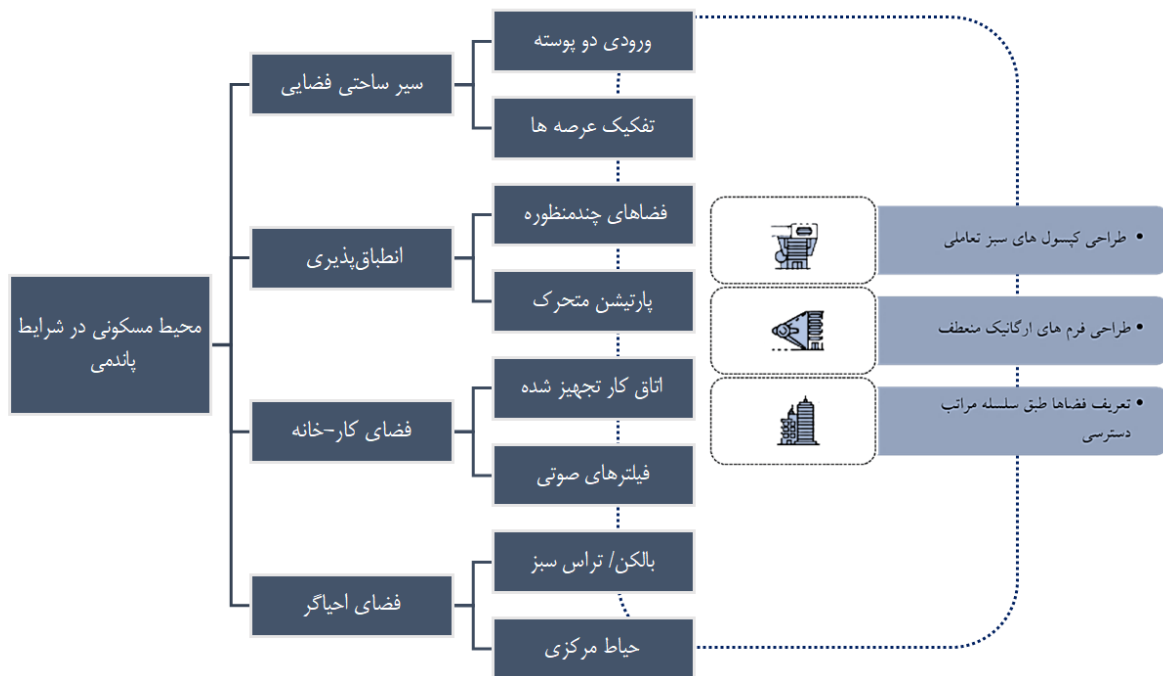 محیط مسکونی در شرایط
پاندمی
سیر ساحتی فضایی
ورودی دو پوسته
تفکیک عرصه ها
انطباق‌پذیری
فضاهای چندمنظوره
پارتیشن متحرک
فضای کار-خانه
اتاق کار تجهیز شده
فیلترهای صوتی
فضای احیاگر
بالکن/ تراس سبز
حیاط مرکزی
• طراحی کپسول های سبز تعاملی
• طراحی فرم های ارگانیک منعطف
• تعریف فضاها طبق سلسله مراتب
دسترسی